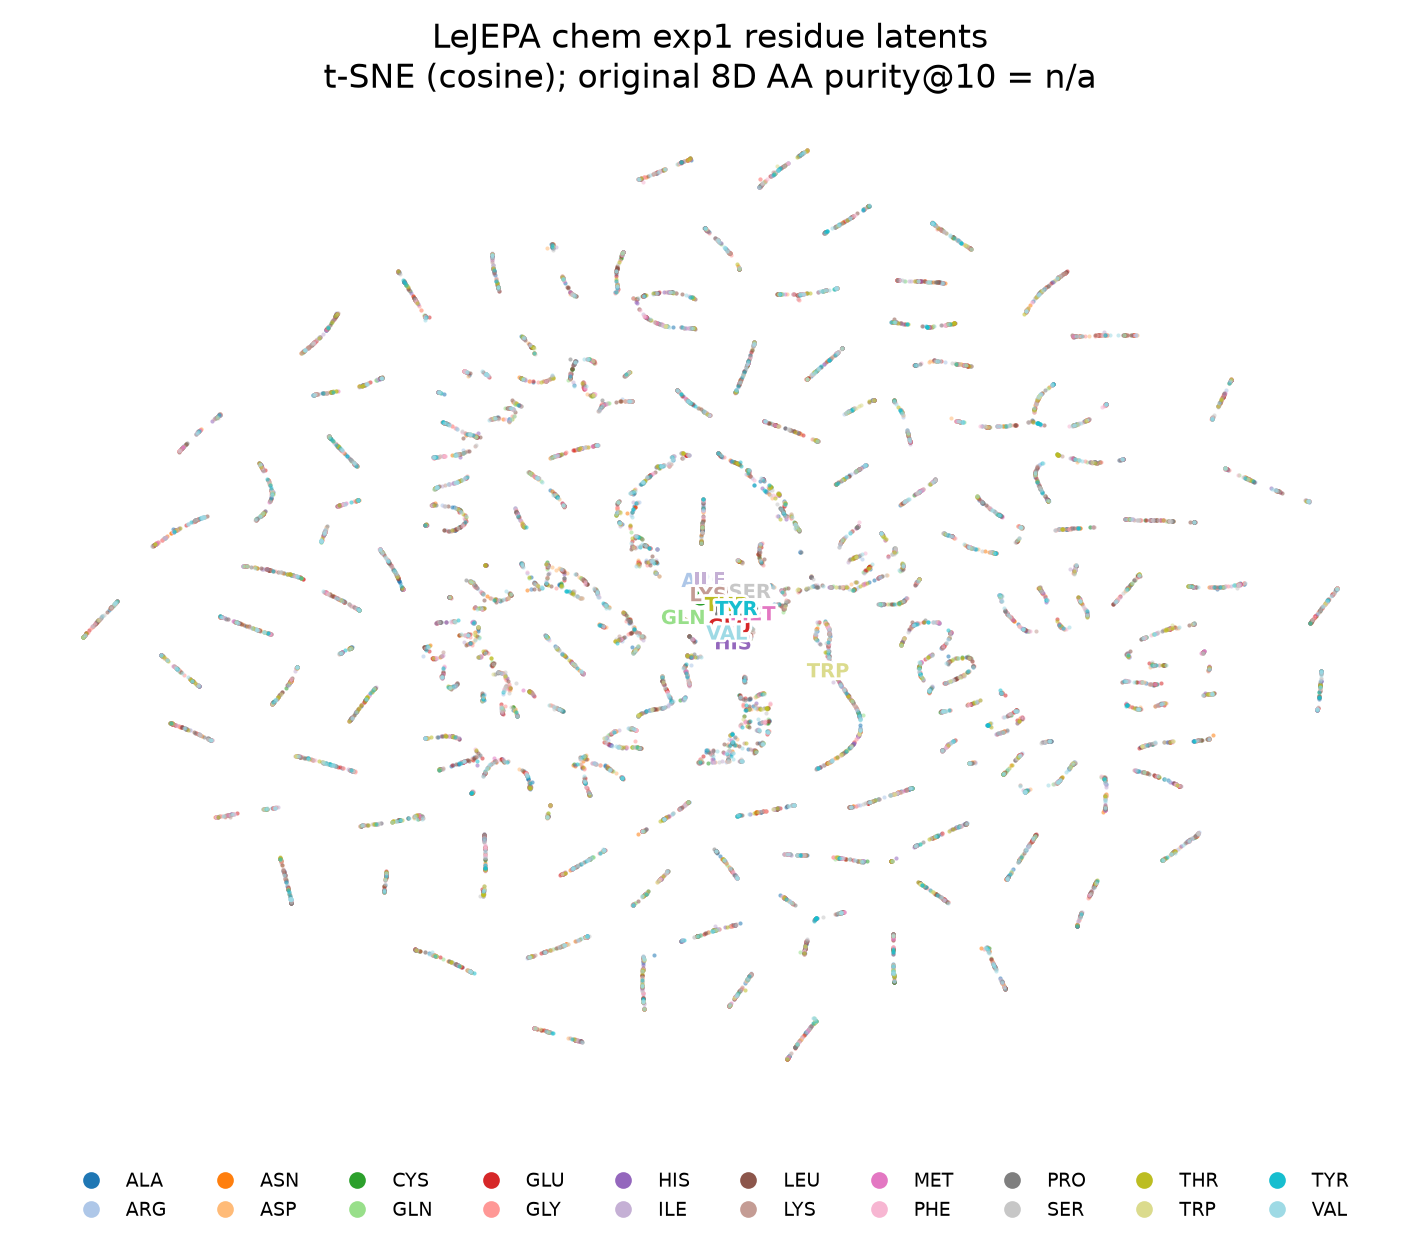 LeJEPA chem exp1 residue latents
t-SNE (cosine); original 8D AA purity@10 = n/a
ILE
LYS
SER
TYR
GLN
VAL
HIS
TRP
ALA
ASN
CYS
GLU
HIS
LEU
MET
PRO
THR
TYR
ARG
ASP
GLN
GLY
ILE
LYS
PHE
SER
TRP
VAL